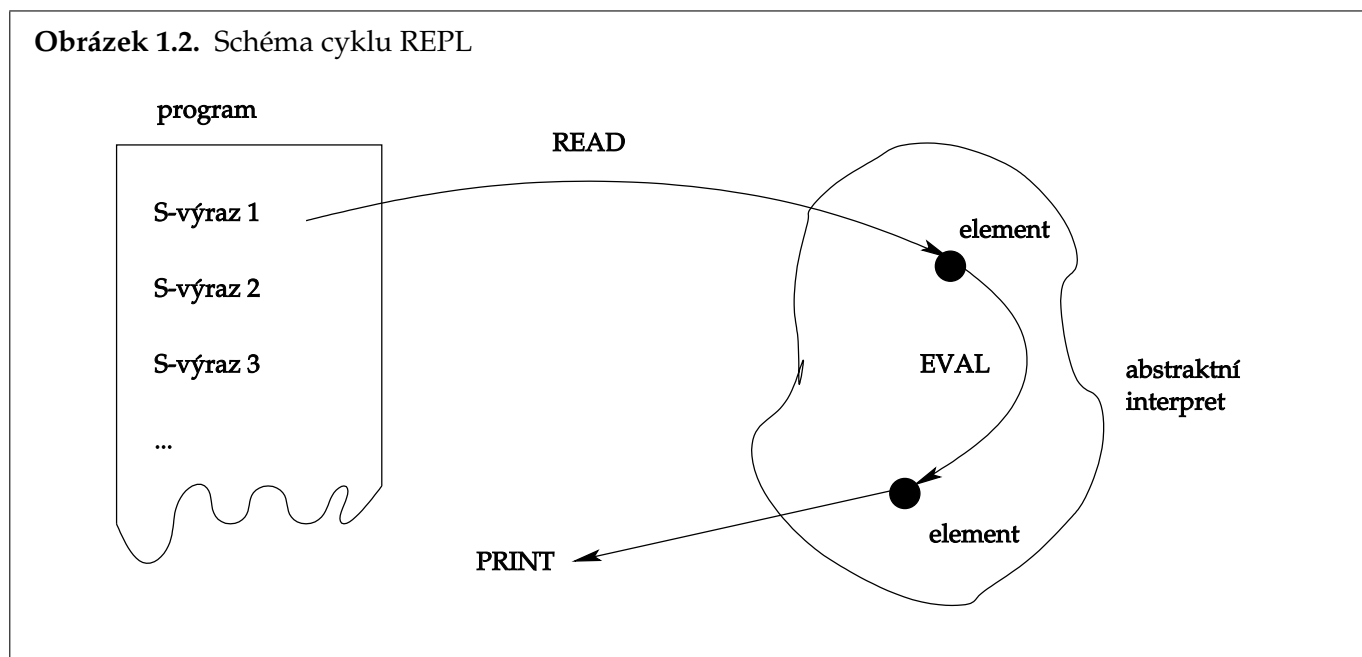 Obrázek 1.2. Schéma cyklu REPL
program
READ
S-výraz 1
element
S-výraz 2
S-výraz 3
EVAL
abstraktní
interpret
...
element
PRINT